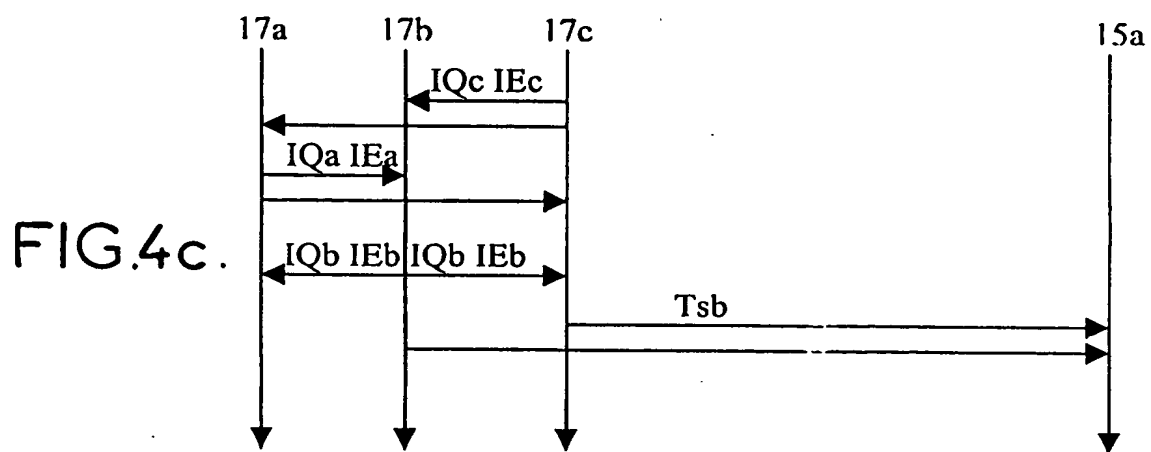 17a 17b 17c 15a
IQc IEc
IQa IEa
FIG.4c.
IQb IEb IQb IEb
Tsb